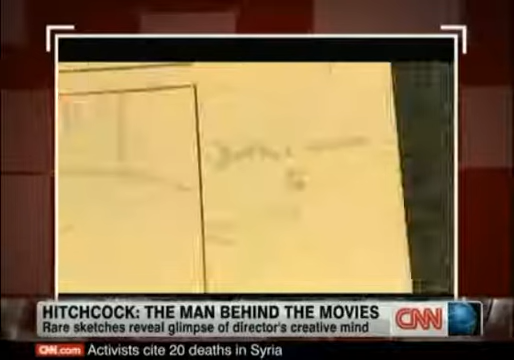 HITCHCOCK: THE MAN BEHIND THE MOVIES
Rare sketches reveal glimpse of director's creative mind
CNN
CNN.com Activists cite 20 deaths in Syria